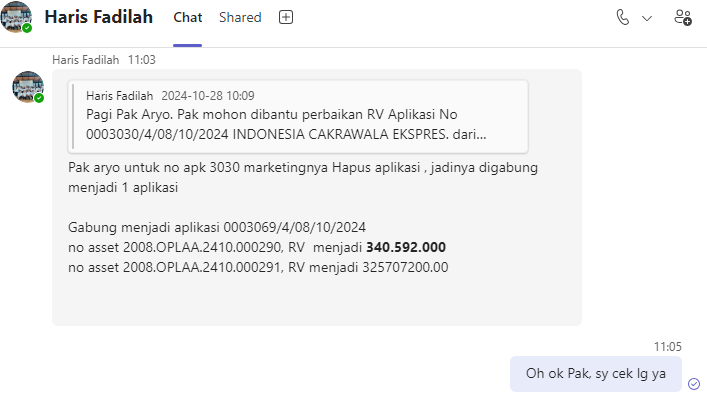 Haris Fadilah Chat Shared
Haris Fadilah 11:03
Haris Fadilah 2024-10-28 10:09
Pagi Pak Aryo. Pak mohon dibantu perbaikan RV Aplikasi No
0003030/4/08/10/2024 INDONESIA CAKRAWALA EKSPRES. dari...
Pak aryo untuk no apk 3030 marketingnya Hapus aplikasi , jadinya digabung
menjadi 1 aplikasi
Gabung menjadi aplikasi 0003069/4/08/10/2024
no asset 2008.OPLAA.2410.000290, RV  menjadi 340.592.000
no asset 2008.OPLAA.2410.000291, RV menjadi 325707200.00
11:05
Oh ok Pak, sy cek lg ya